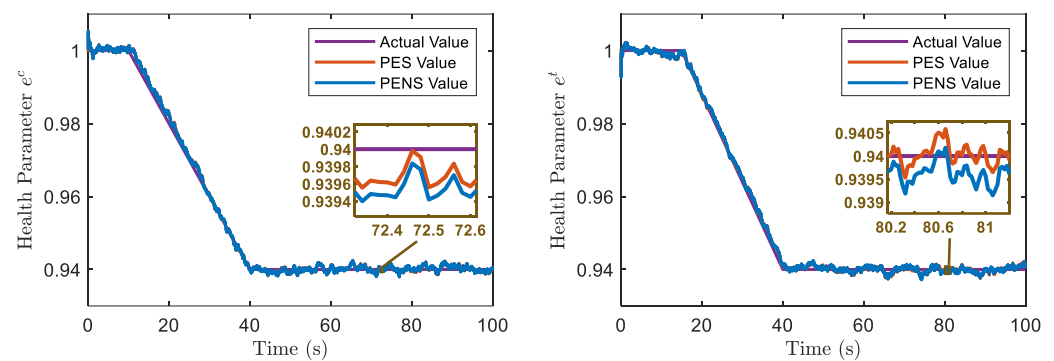 Actual Value
PES Value
PENS Value
1
0.98
0.96
0.94
Health Parameter e^c
0.9402
0.94
0.9398
0.9396
0.9394
72.4 72.5 72.6
0 20 40 60 80 100
Time (s)
Actual Value
PES Value
PENS Value
1
0.98
0.96
0.94
Health Parameter e^t
0.9405
0.94
0.9395
0.939
80.2 80.6 81
0 20 40 60 80 100
Time (s)